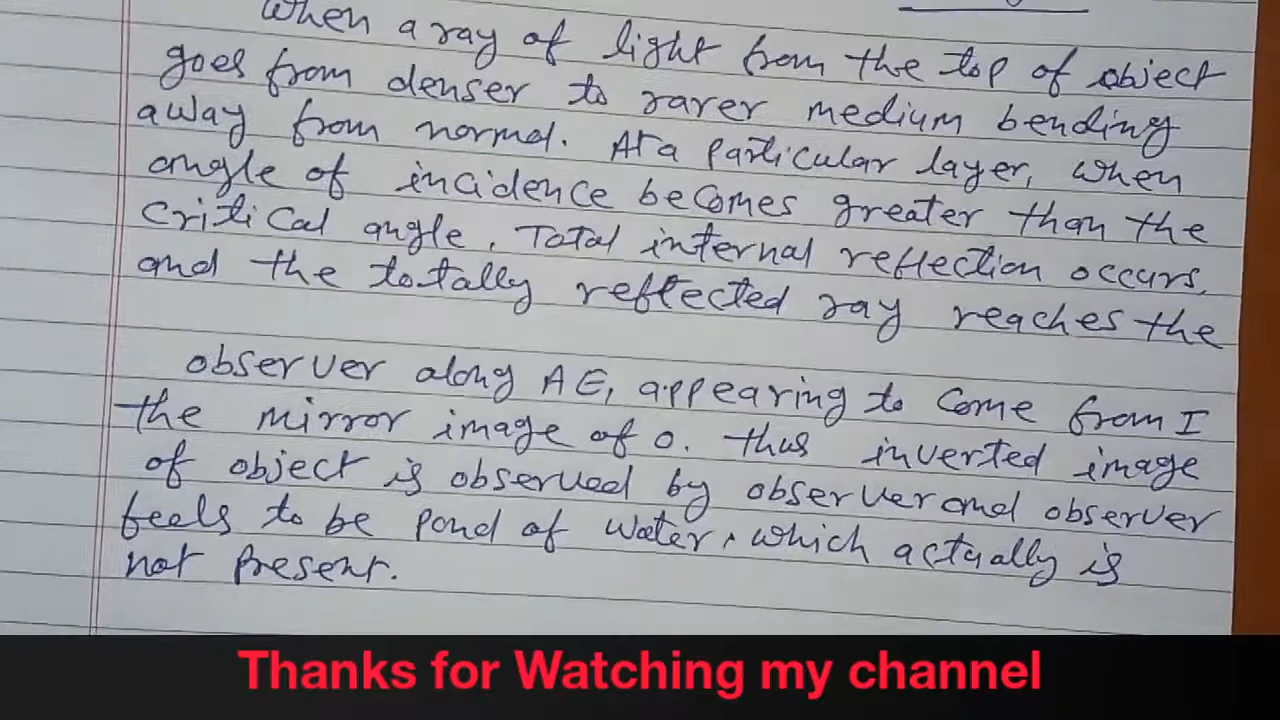 When a ray of light from the top of object
goes from denser to rarer medium bending
away from normal. At a particular layer, when
angle of incidence becomes greater than the
critical angle, Total internal reflection occurs,
and the totally reflected ray reaches the
observer along AE, appearing to come from I
the mirror image of O. thus inverted image
of object is observed by observer and observer
feels to be pond of water, which actually is
not present.
Thanks for Watching my channel